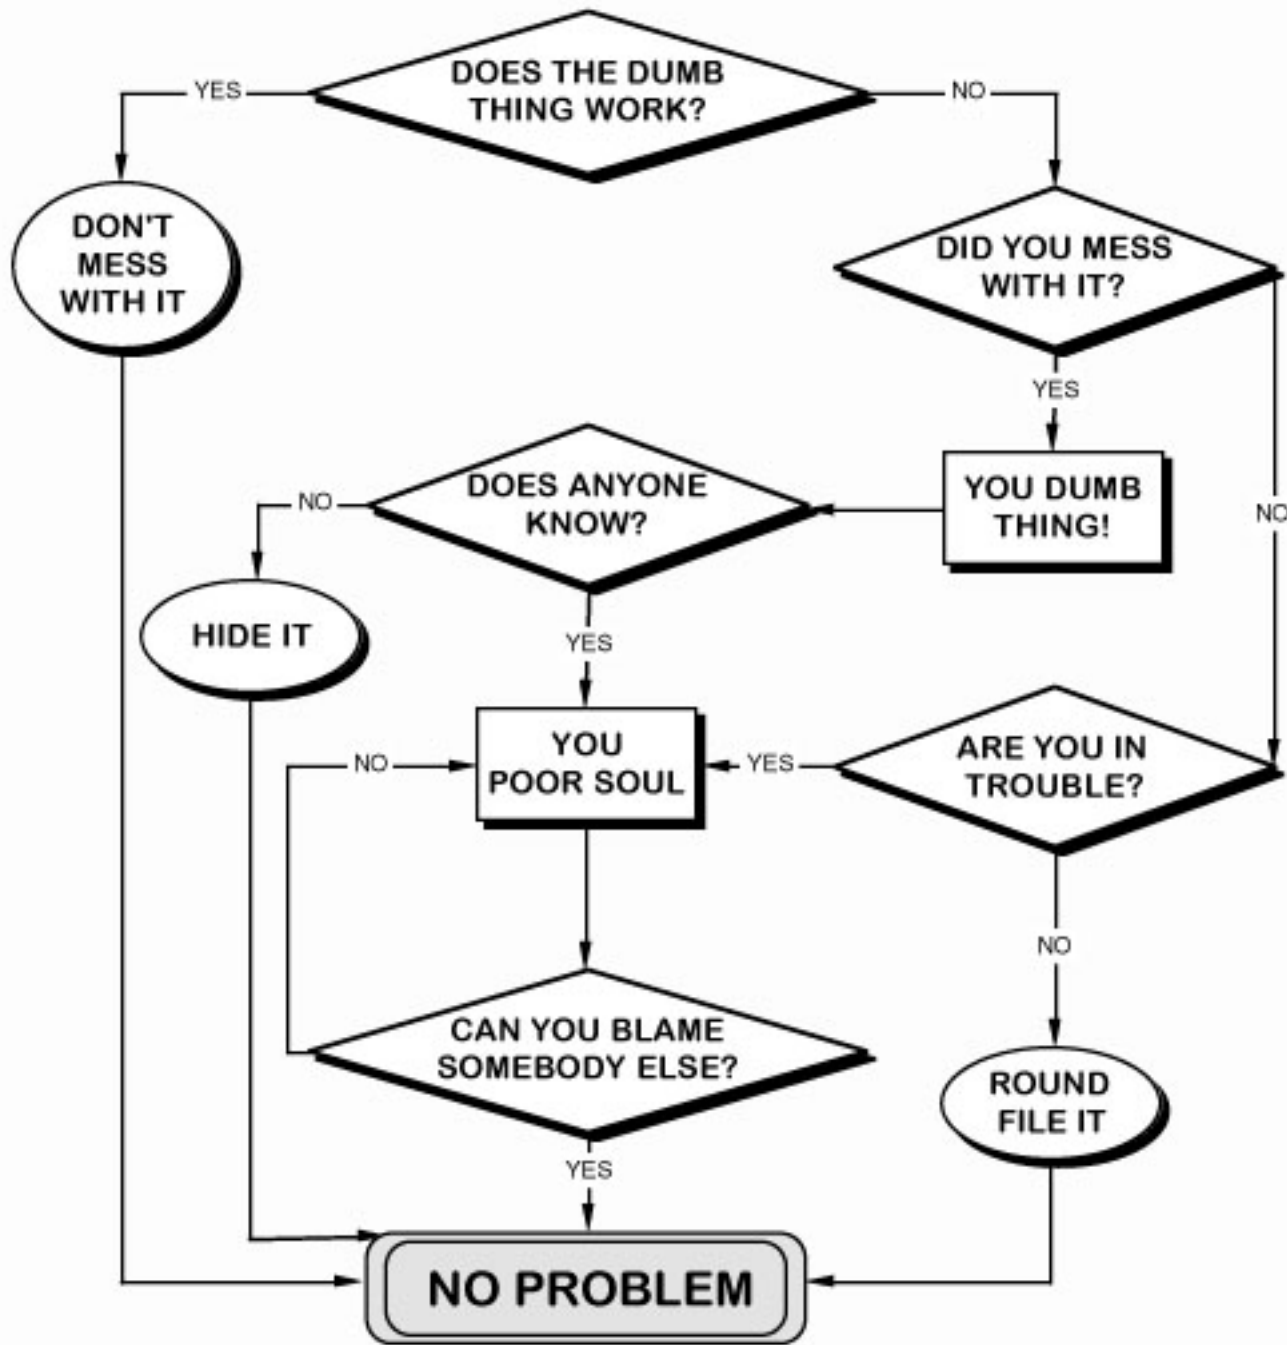 DOES THE DUMB
THING WORK?
YES
NO
DON'T
MESS
WITH IT
DID YOU MESS
WITH IT?
YES
NO
YOU DUMB
THING!
DOES ANYONE
KNOW?
NO
YES
HIDE IT
YOU
POOR SOUL
NO
YES
ARE YOU IN
TROUBLE?
NO
CAN YOU BLAME
SOMEBODY ELSE?
YES
ROUND
FILE IT
NO PROBLEM